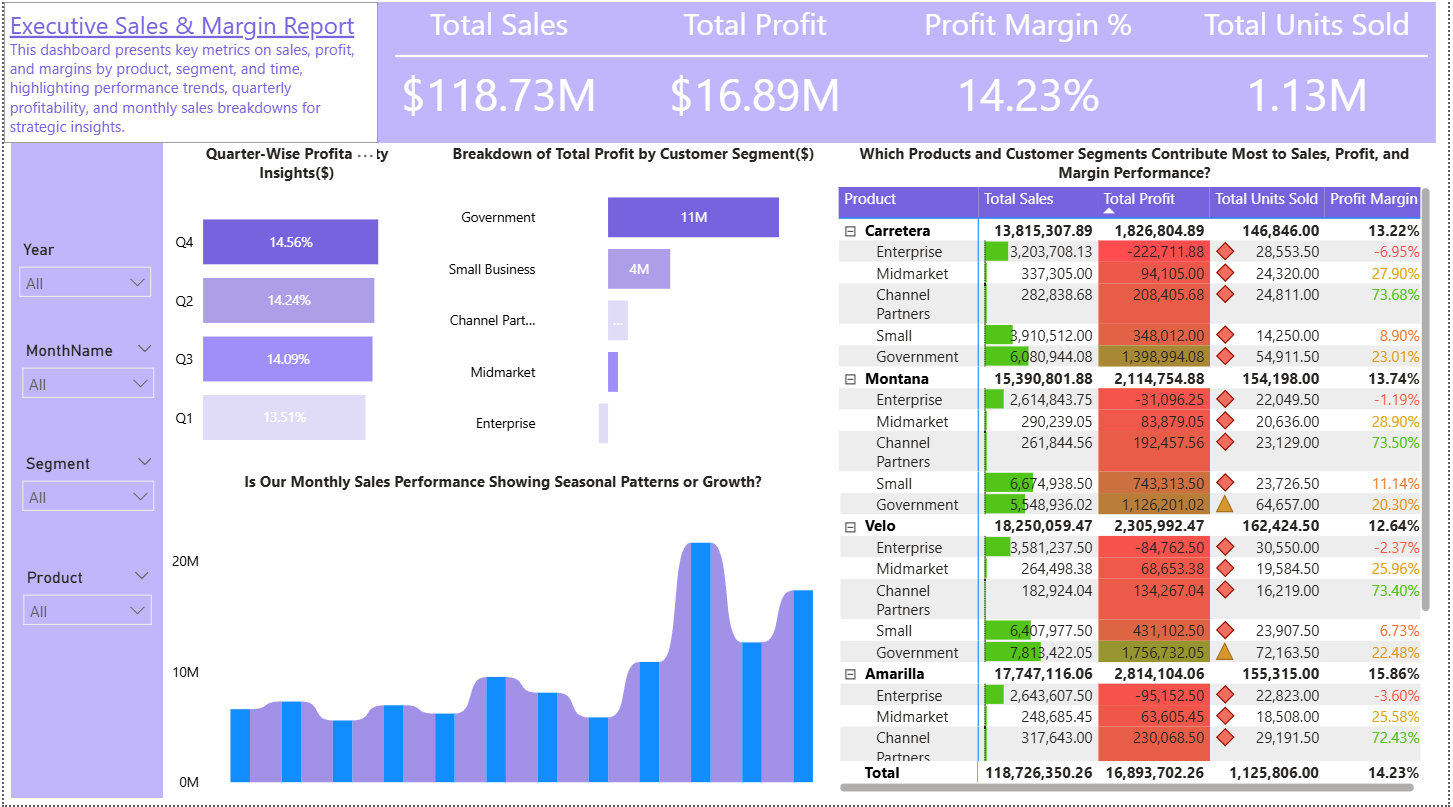 Executive Sales & Margin Report
This dashboard presents key metrics on sales, profit,
and margins by product, segment, and time,
highlighting performance trends, quarterly
profitability, and monthly sales breakdowns for
strategic insights.
Total Sales Total Profit Profit Margin % Total Units Sold
$118.73M $16.89M 14.23% 1.13M
Year
All
MonthName
All
Segment
All
Product
All
Quarter-Wise Profita ... ty
Insights($)
Q4 14.56%
Q2 14.24%
Q3 14.09%
Q1 13.51%
Breakdown of Total Profit by Customer Segment($)
Government 11M
Small Business 4M
Channel Part... ...
Midmarket
Enterprise
Is Our Monthly Sales Performance Showing Seasonal Patterns or Growth?
20M
10M
0M
Which Products and Customer Segments Contribute Most to Sales, Profit, and
Margin Performance?
Product Total Sales Total Profit Total Units Sold Profit Margin
Carretera 13,815,307.89 1,826,804.89 146,846.00 13.22%
Enterprise 3,203,708.13 -222,711.88 28,553.50 -6.95%
Midmarket 337,305.00 94,105.00 24,320.00 27.90%
Channel 282,838.68 208,405.68 24,811.00 73.68%
Partners
Small 3,910,512.00 348,012.00 14,250.00 8.90%
Government 6,080,944.08 1,398,994.08 54,911.50 23.01%
Montana 15,390,801.88 2,114,754.88 154,198.00 13.74%
Enterprise 2,614,843.75 -31,096.25 22,049.50 -1.19%
Midmarket 290,239.05 83,879.05 20,636.00 28.90%
Channel 261,844.56 192,457.56 23,129.00 73.50%
Partners
Small 6,674,938.50 743,313.50 23,726.50 11.14%
Government 5,548,936.02 1,126,201.02 64,657.00 20.30%
Velo 18,250,059.47 2,305,992.47 162,424.50 12.64%
Enterprise 3,581,237.50 -84,762.50 30,550.00 -2.37%
Midmarket 264,498.38 68,653.38 19,584.50 25.96%
Channel 182,924.04 134,267.04 16,219.00 73.40%
Partners
Small 6,407,977.50 431,102.50 23,907.50 6.73%
Government 7,813,422.05 1,756,732.05 72,163.50 22.48%
Amarilla 17,747,116.06 2,814,104.06 155,315.00 15.86%
Enterprise 2,643,607.50 -95,152.50 22,823.00 -3.60%
Midmarket 248,685.45 63,605.45 18,508.00 25.58%
Channel 317,643.00 230,068.50 29,191.50 72.43%
Partners
Total 118,726,350.26 16,893,702.26 1,125,806.00 14.23%